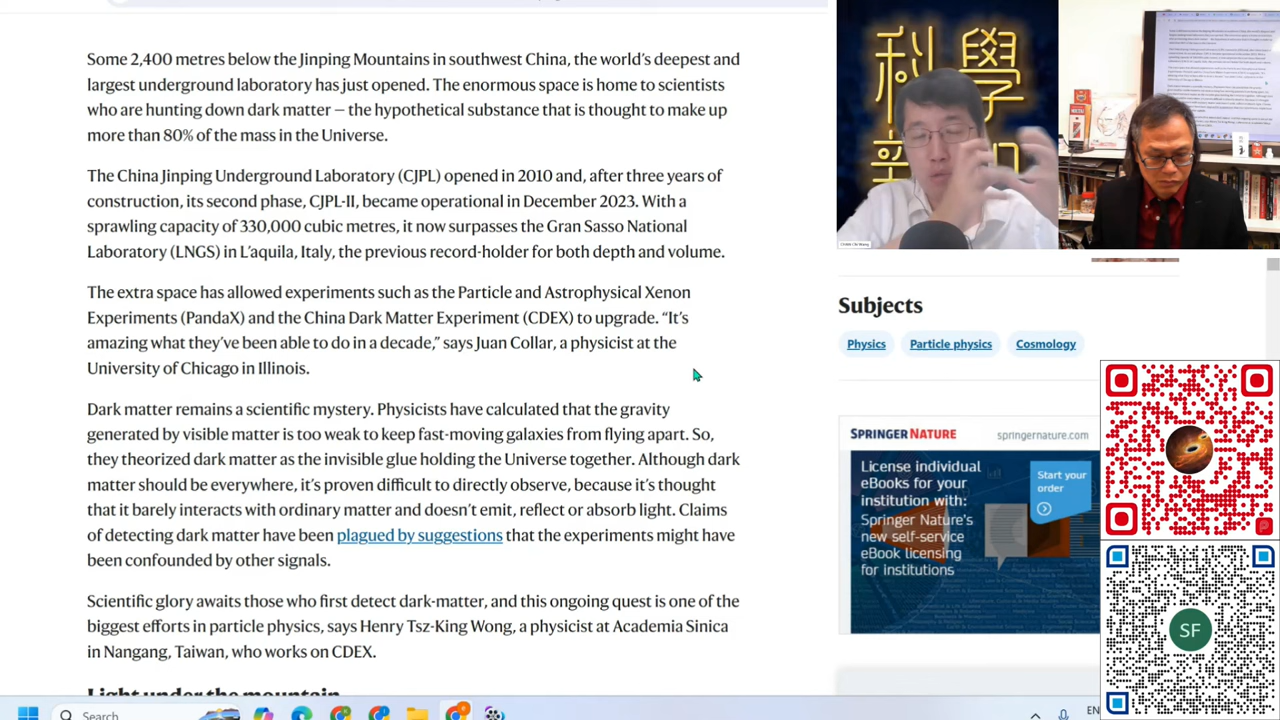 Some 2,400 metres below the Jinping Mountains in southwest China, the world's deepest and
largest underground laboratory has just opened. The cavernous space is home to scientists
who are hunting down dark matter — the mythical substance that is thought to make up
more than 80% of the mass in the Universe.
The China Jinping Underground Laboratory (CJPL) opened in 2010 and, after three years of
construction, its second phase, CJPL-II, became operational in December 2023. With a
sprawling capacity of 330,000 cubic metres, it now surpasses the Gran Sasso National
Laboratory (LNGS) in L'aquila, Italy, the previous record-holder for both depth and volume.
The extra space has allowed experiments such as the Particle and Astrophysical Xenon
Experiments (PandaX) and the China Dark Matter Experiment (CDEX) to upgrade. “It's
amazing what they've been able to do in a decade,” says Juan Collar, a physicist at the
University of Chicago in Illinois.
Dark matter remains a scientific mystery. Physicists have calculated that the gravity
generated by visible matter is too weak to keep fast-moving galaxies from flying apart. So,
they theorized dark matter as the invisible glue holding the Universe together. Although dark
matter should be everywhere, it's proved difficult to directly observe because it's thought
that it barely interacts with ordinary matter and doesn't emit, reflect or absorb light. Claims
of detecting dark matter have been plagued by suggestions that the experiments might have
been confounded by other signals.
Scientific glory awaits those who first detect dark-matter, and this ongoing quest is one of the
biggest efforts in particle physics, says Henry Tsz-King Wong, a physicist at Academia Sinica
in Nangang, Taiwan, who works on CDEX.
Light under the mountain
Search
科學
Subjects
Physics
Particle physics
Cosmology
SPRINGER NATURE
springernature.com
License individual
eBooks for your
institution with:
Springer Nature's
new self-service
eBook licensing
for institutions
Start your
order
SF
EN